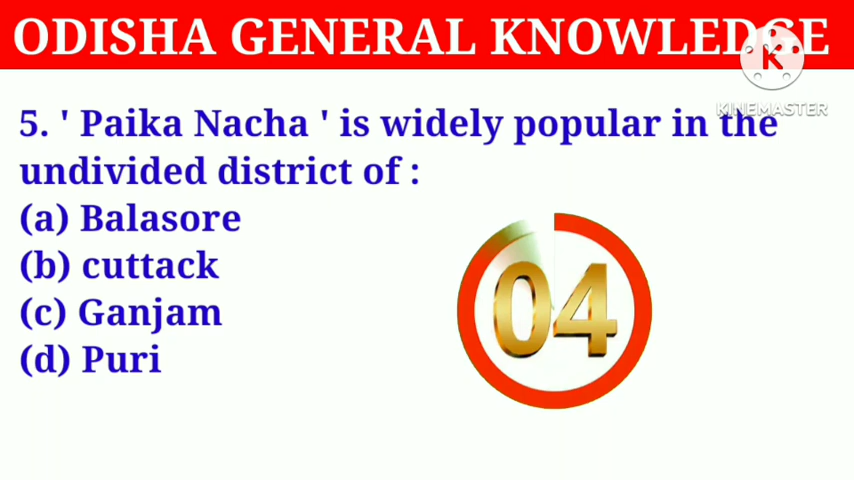 ODISHA GENERAL KNOWLEDGE
K
KINEMASTER
5. ' Paika Nacha ' is widely popular in the
undivided district of :
(a) Balasore
(b) cuttack
(c) Ganjam
(d) Puri
04